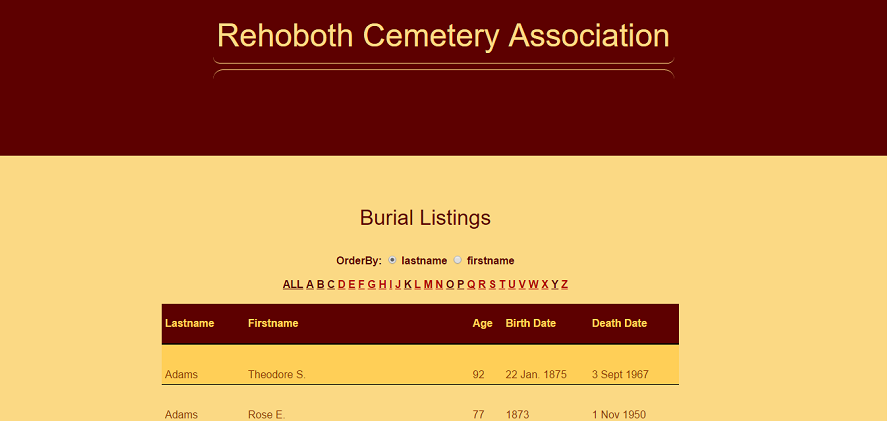 Rehoboth Cemetery Association
Burial Listings
OrderBy: lastname firstname
ALL A B C D E F G H I J K L M N O P Q R S T U V W X Y Z
Lastname Firstname Age Birth Date Death Date
Adams Theodore S. 92 22 Jan. 1875 3 Sept 1967
Adams Rose E. 77 1873 1 Nov 1950